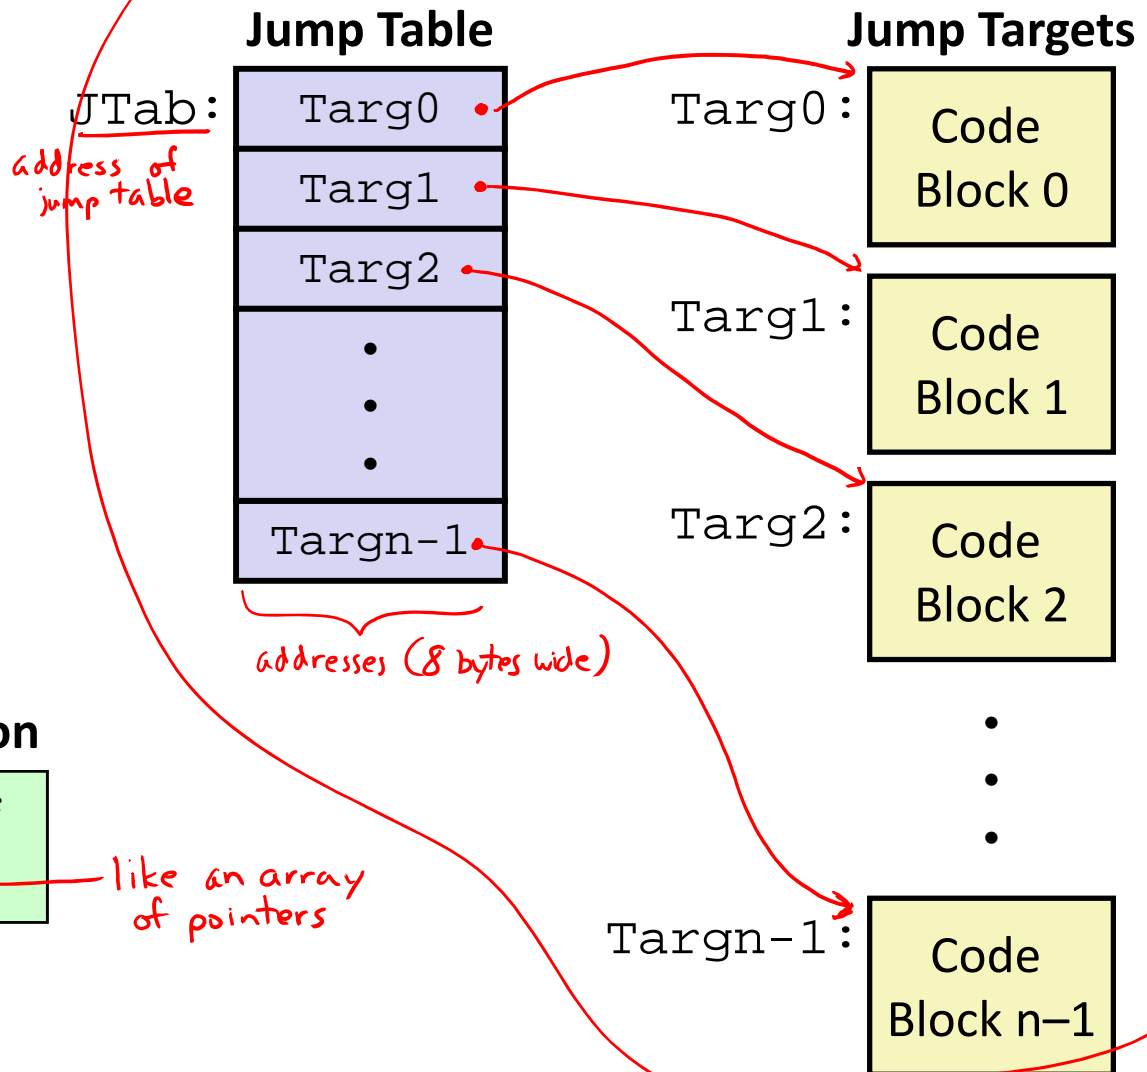 Jump Table
JTab:
address of
jump table
Targ0
Targ1
Targ2
Targn-1
addresses (8 bytes wide)
Jump Targets
Targ0:
Code
Block 0
Targ1:
Code
Block 1
Targ2:
Code
Block 2
Targn-1:
Code
Block n–1
on
like an array
of pointers